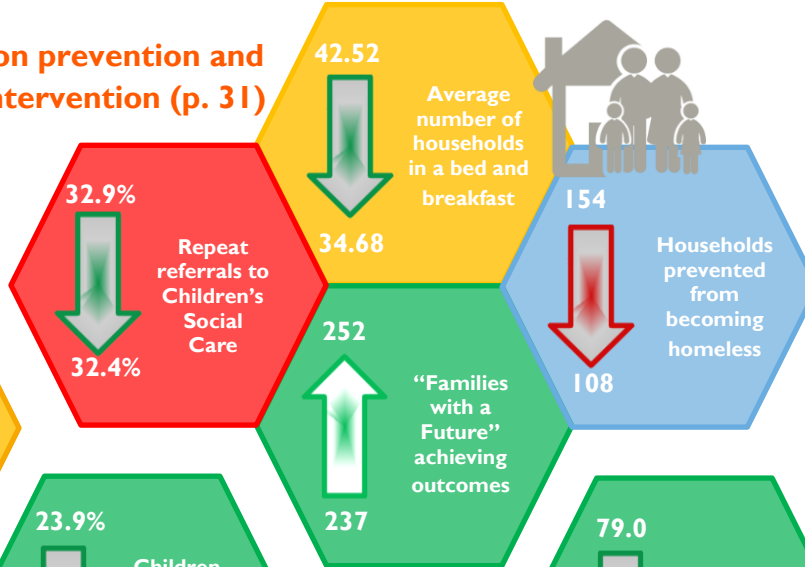 on prevention and
ntervention (p. 31)
42.52
Average
number of
households
in a bed and
breakfast
34.68
32.9%
Repeat
referrals to
Children’s
Social
Care
32.4%
154
Households
prevented
from
becoming
homeless
108
252
“Families
with a
Future”
achieving
outcomes
237
23.9%
Children
79.0